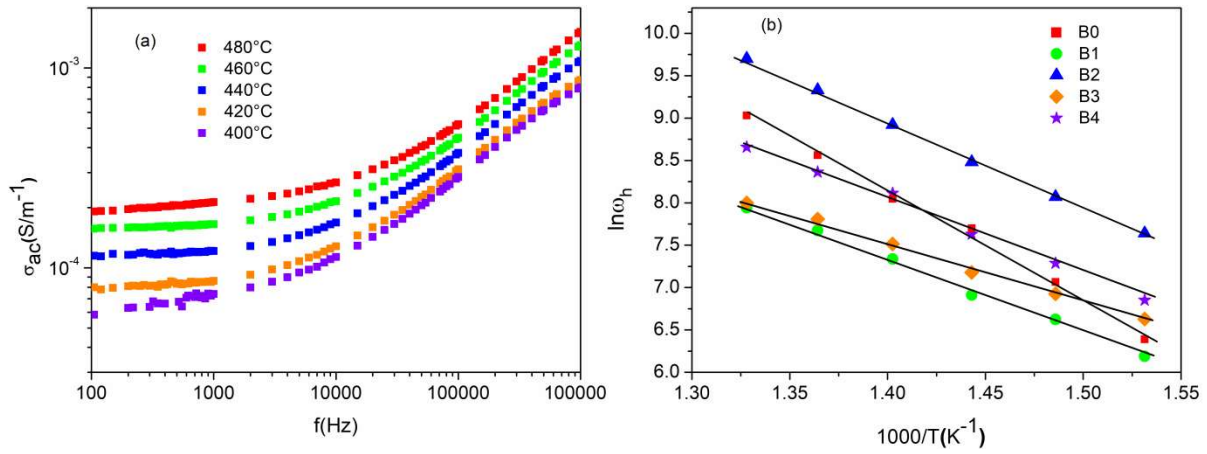 (a)
480°C
460°C
440°C
420°C
400°C
10⁻³
10⁻⁴
σac(S/m⁻¹)
100 1000 10000 100000 100000
f(Hz)
(b)
B0
B1
B2
B3
B4
10.0
9.5
9.0
8.5
8.0
7.5
7.0
6.5
6.0
lnωh
1.30 1.35 1.40 1.45 1.50 1.55
1000/T(K⁻¹)